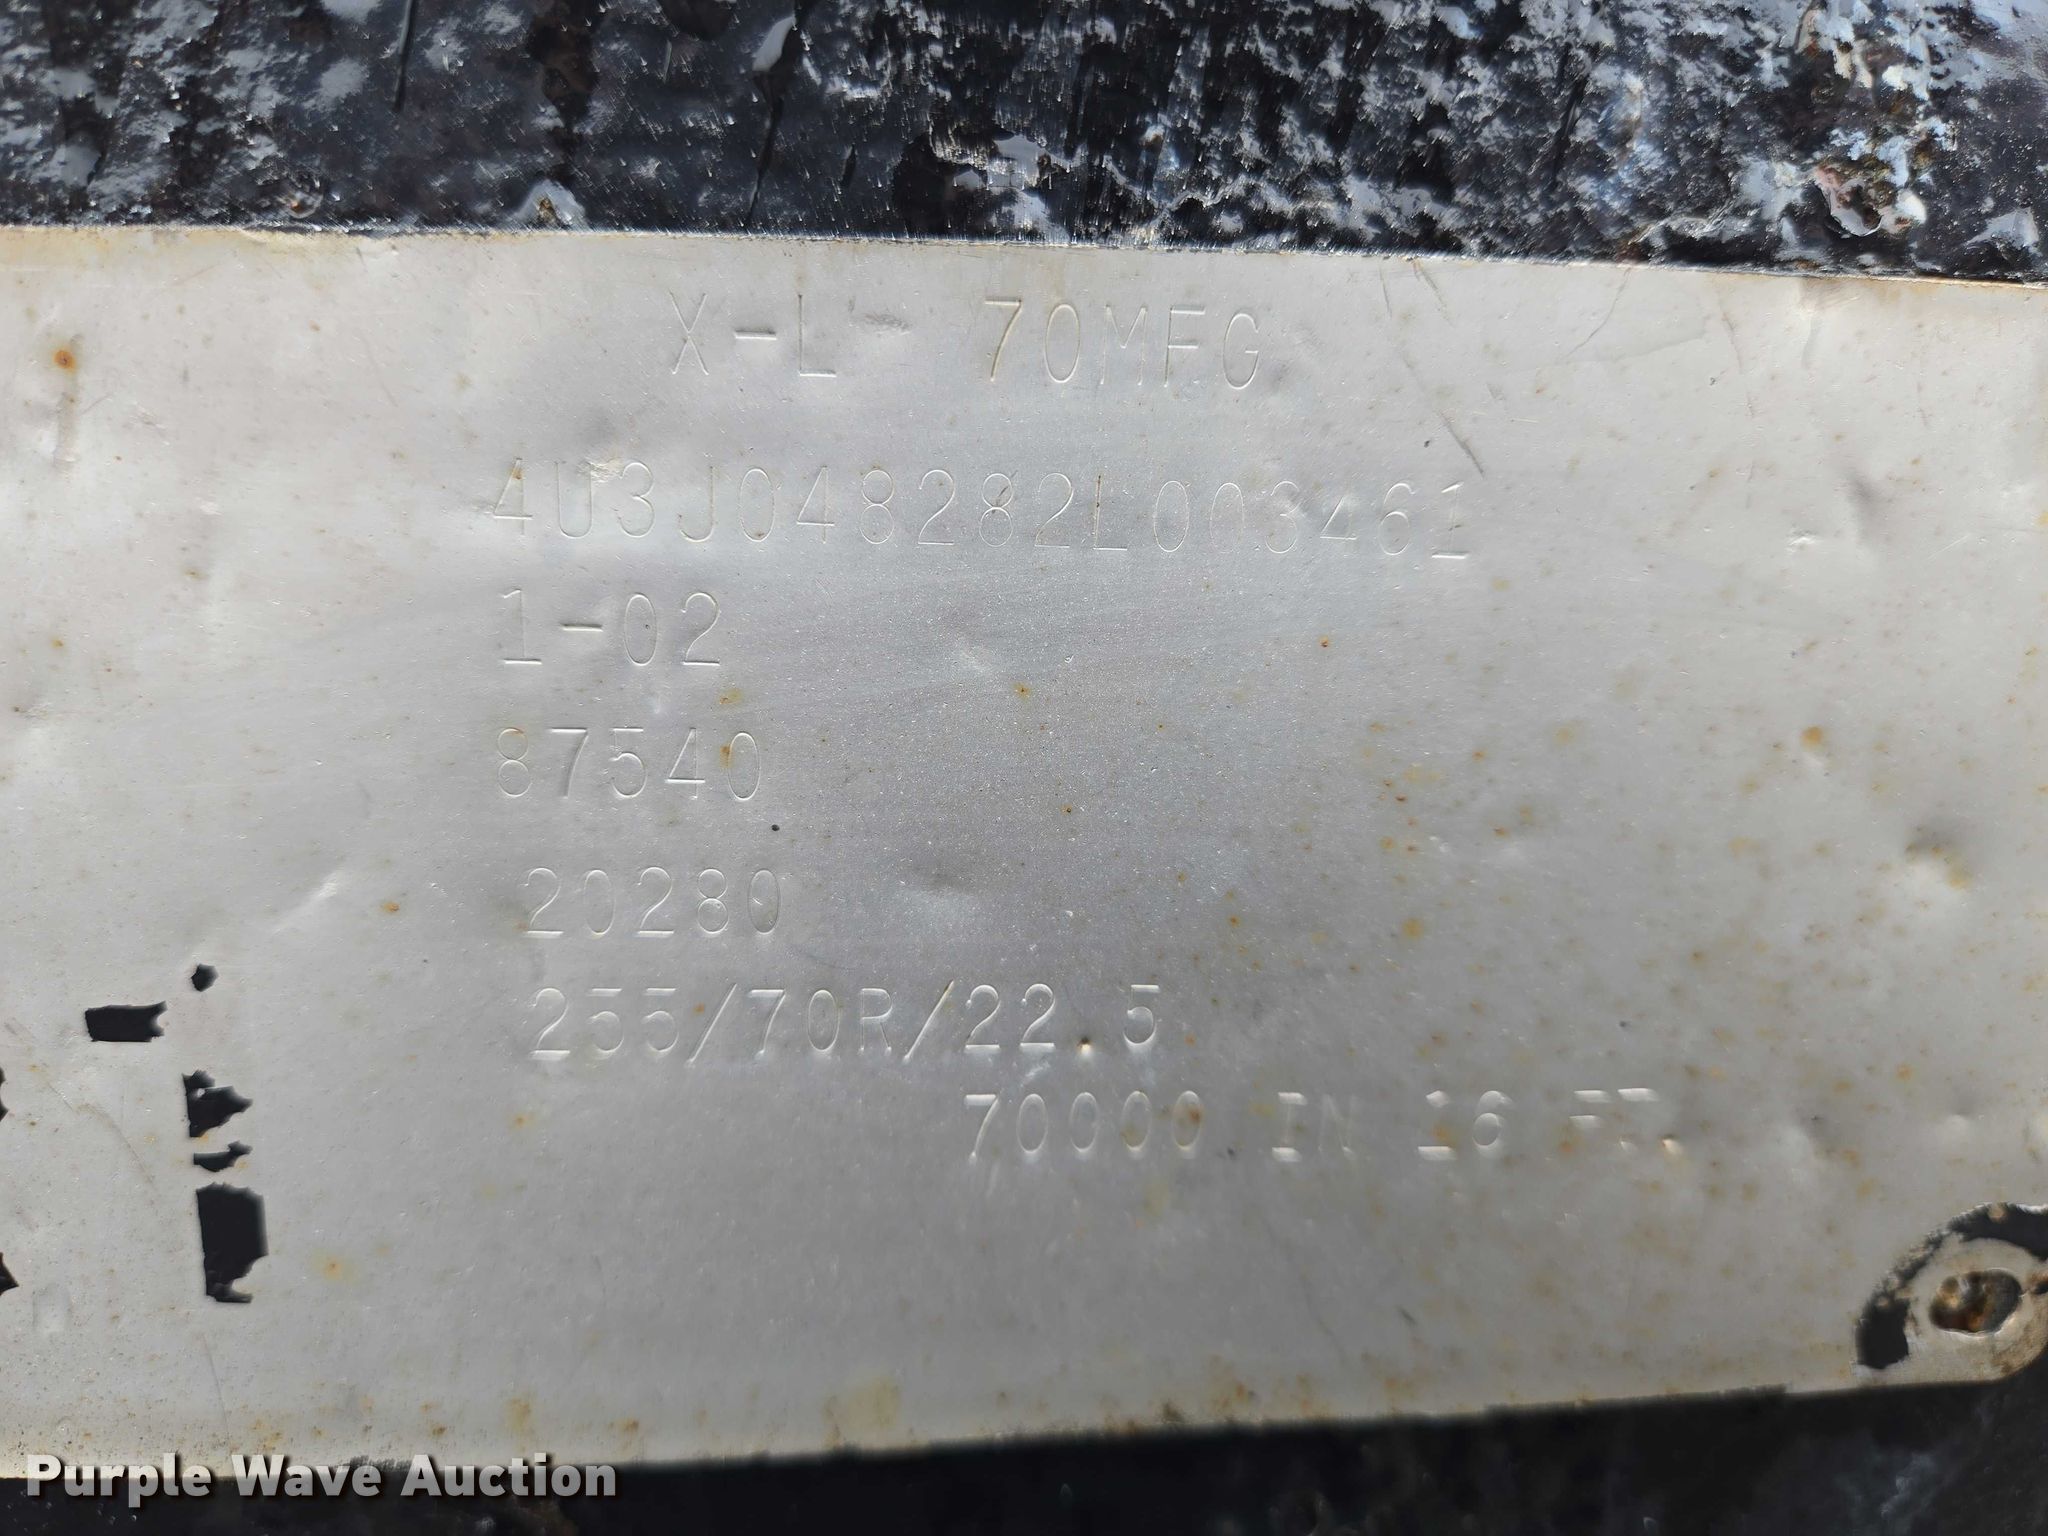 X-L 70MFG
4U3J048282L003461
1-02
87540
20280
255/70R/22.5
70000 IN 16 FT.
Purple Wave Auction